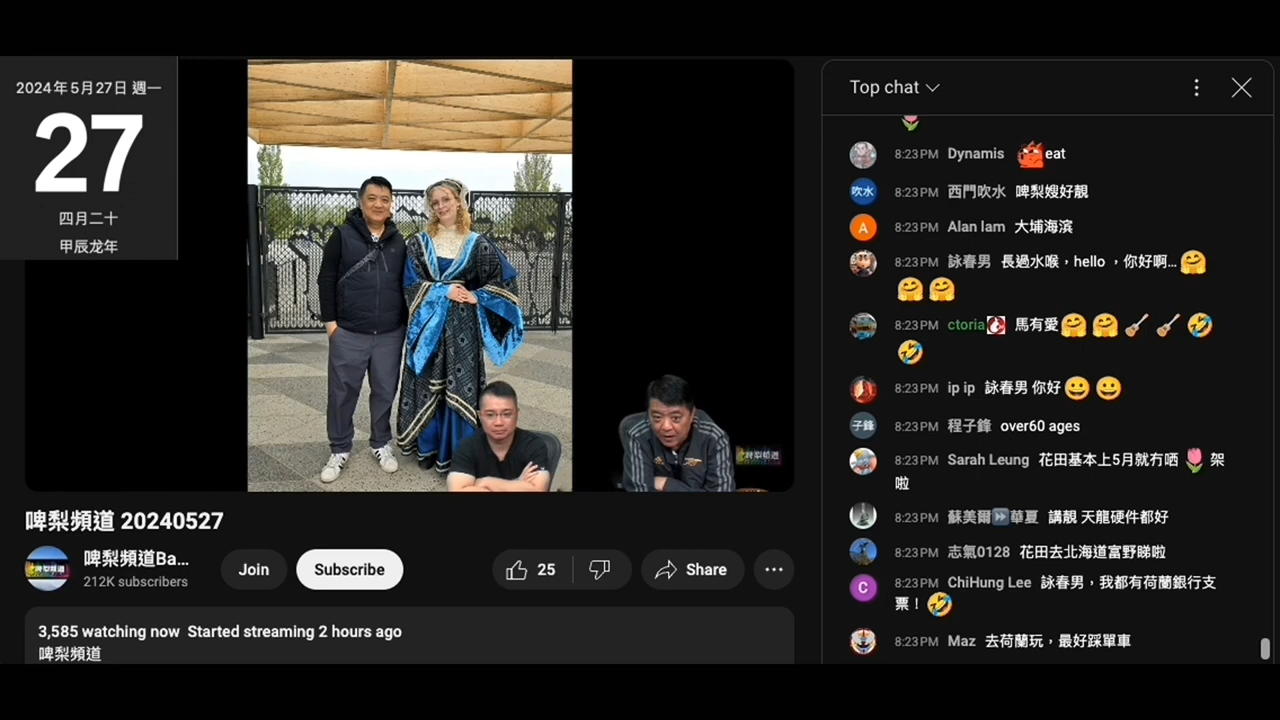 2024年5月27日 週一
27
四月二十
甲辰龙年
啤梨頻道
啤梨頻道 20240527
啤梨頻道Ba...
212K subscribers
Join
Subscribe
25
Share
3,585 watching now Started streaming 2 hours ago
啤梨頻道
Top chat
8:23PM Dynamis eat
吹水 8:23PM 西門吹水 啤梨嫂好靚
A 8:23PM Alan lam 大埔海濱
8:23PM 詠春男 長過水喉，hello ，你好啊…🤗
🤗 🤗
8:23PM ctoria 馬有愛🤗 🤗 🎸 🎸 🤣
🤣
8:23PM ip ip 詠春男 你好😀 😀
子鋒 8:23PM 程子鋒 over60 ages
8:23PM Sarah Leung 花田基本上5月就冇哂 🌷 架
啦
8:23PM 蘇美爾⏩華夏 講靚 天龍硬件都好
8:23PM 志氣0128 花田去北海道富野睇啦
C 8:23PM ChiHung Lee 詠春男，我都有荷蘭銀行支
票！🤣
8:23PM Maz 去荷蘭玩，最好踩單車